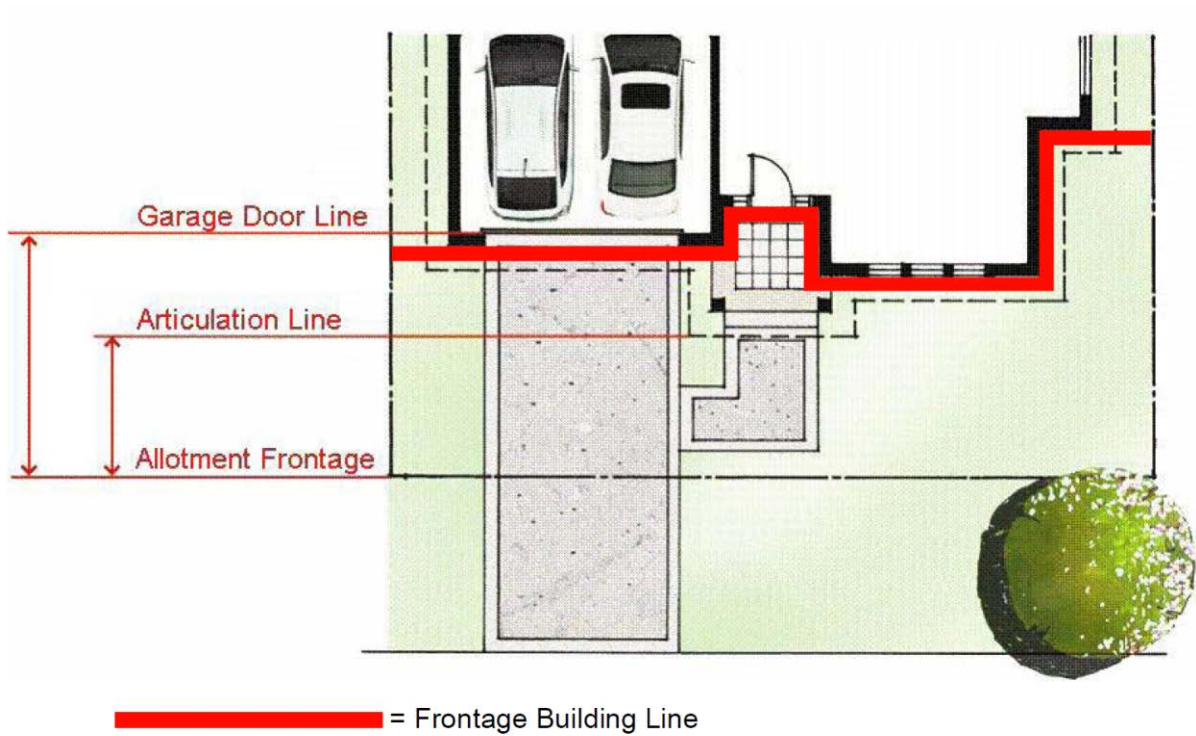 Garage Door Line
Articulation Line
Allotment Frontage
= Frontage Building Line